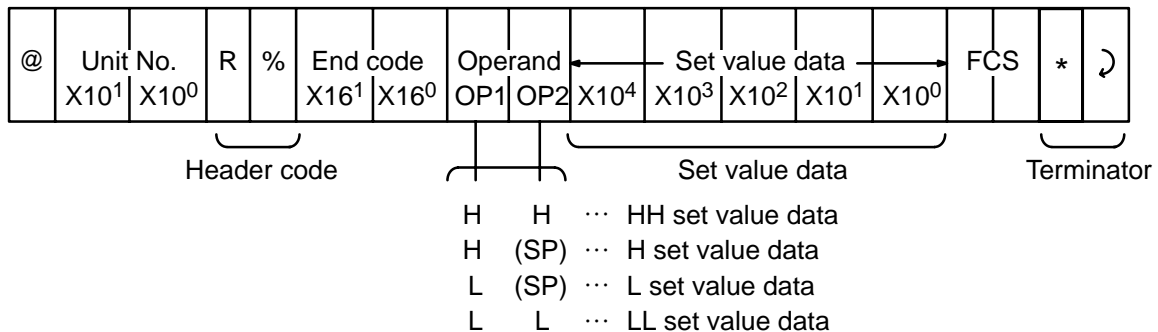 @ Unit No. R % End code Operand Set value data FCS * ↵
X10¹ X10⁰ X16¹ X16⁰ OP1 OP2 X10⁴ X10³ X10² X10¹ X10⁰
Header code Set value data Terminator
H H ··· HH set value data
H (SP) ··· H set value data
L (SP) ··· L set value data
L L ··· LL set value data